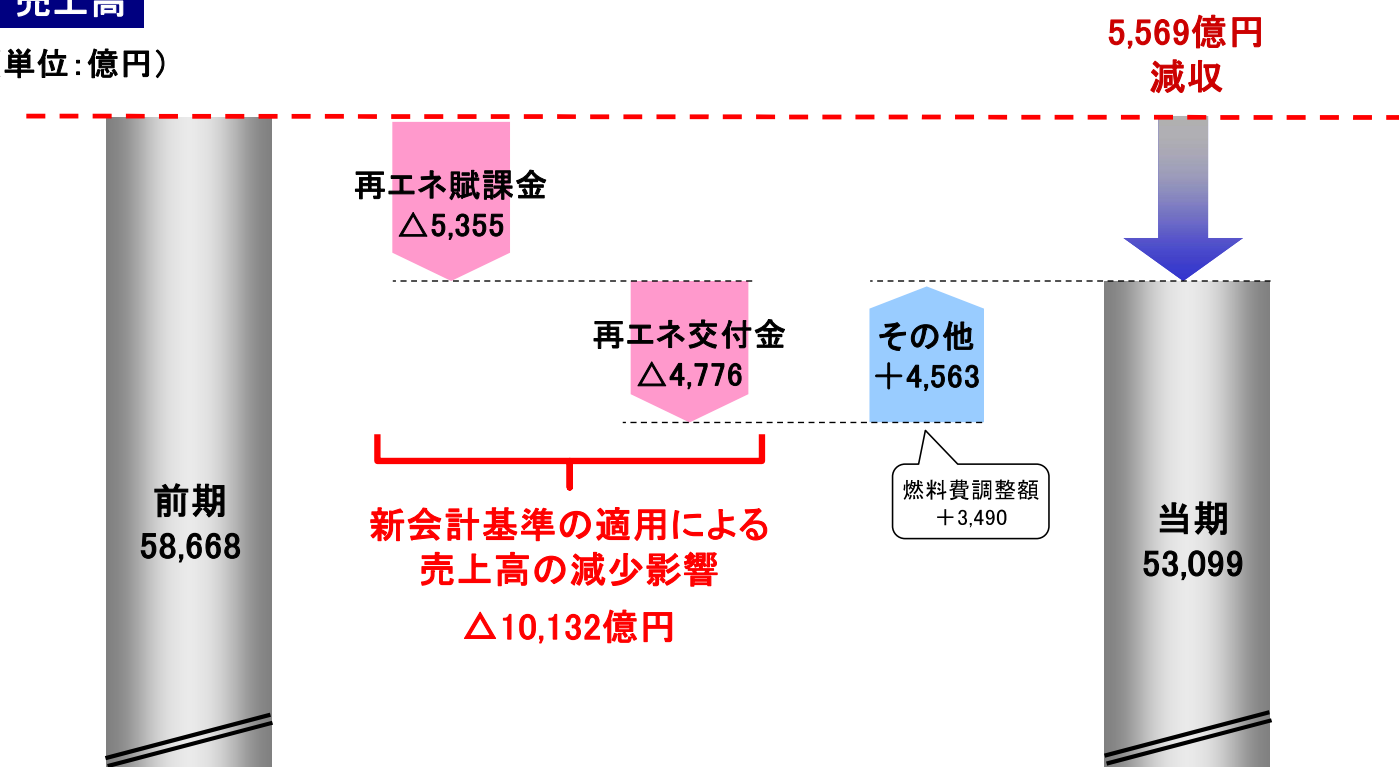 売上高
（単位：億円）
5,569億円
減収
再エネ賦課金
△5,355
再エネ交付金
△4,776
その他
＋4,563
燃料費調整額
＋3,490
前期
58,668
新会計基準の適用による
売上高の減少影響
△10,132億円
当期
53,099